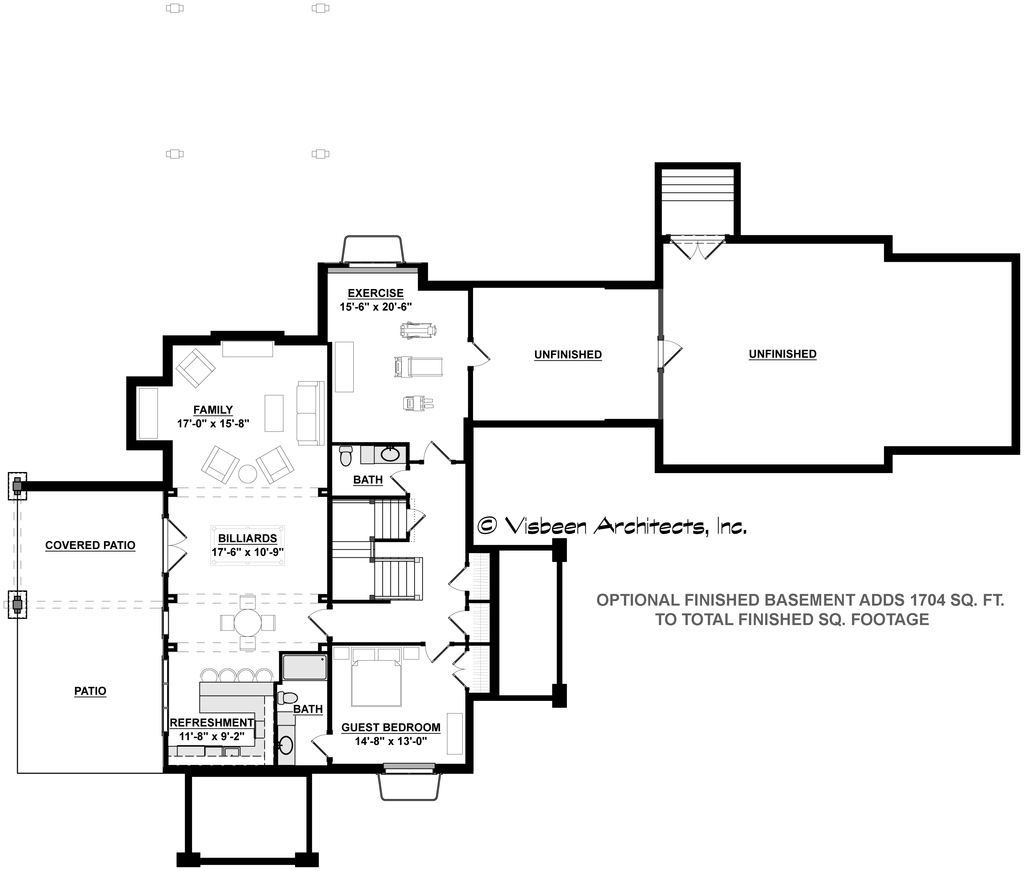 EXERCISE
15'-6" x 20'-6"
UNFINISHED
UNFINISHED
FAMILY
17'-0" x 15'-8"
BATH
© Visbeen Architects, Inc.
COVERED PATIO
BILLIARDS
17'-6" x 10'-9"
OPTIONAL FINISHED BASEMENT ADDS 1704 SQ. FT.
TO TOTAL FINISHED SQ. FOOTAGE
PATIO
BATH
REFRESHMENT
11'-8" x 9'-2"
GUEST BEDROOM
14'-8" x 13'-0"